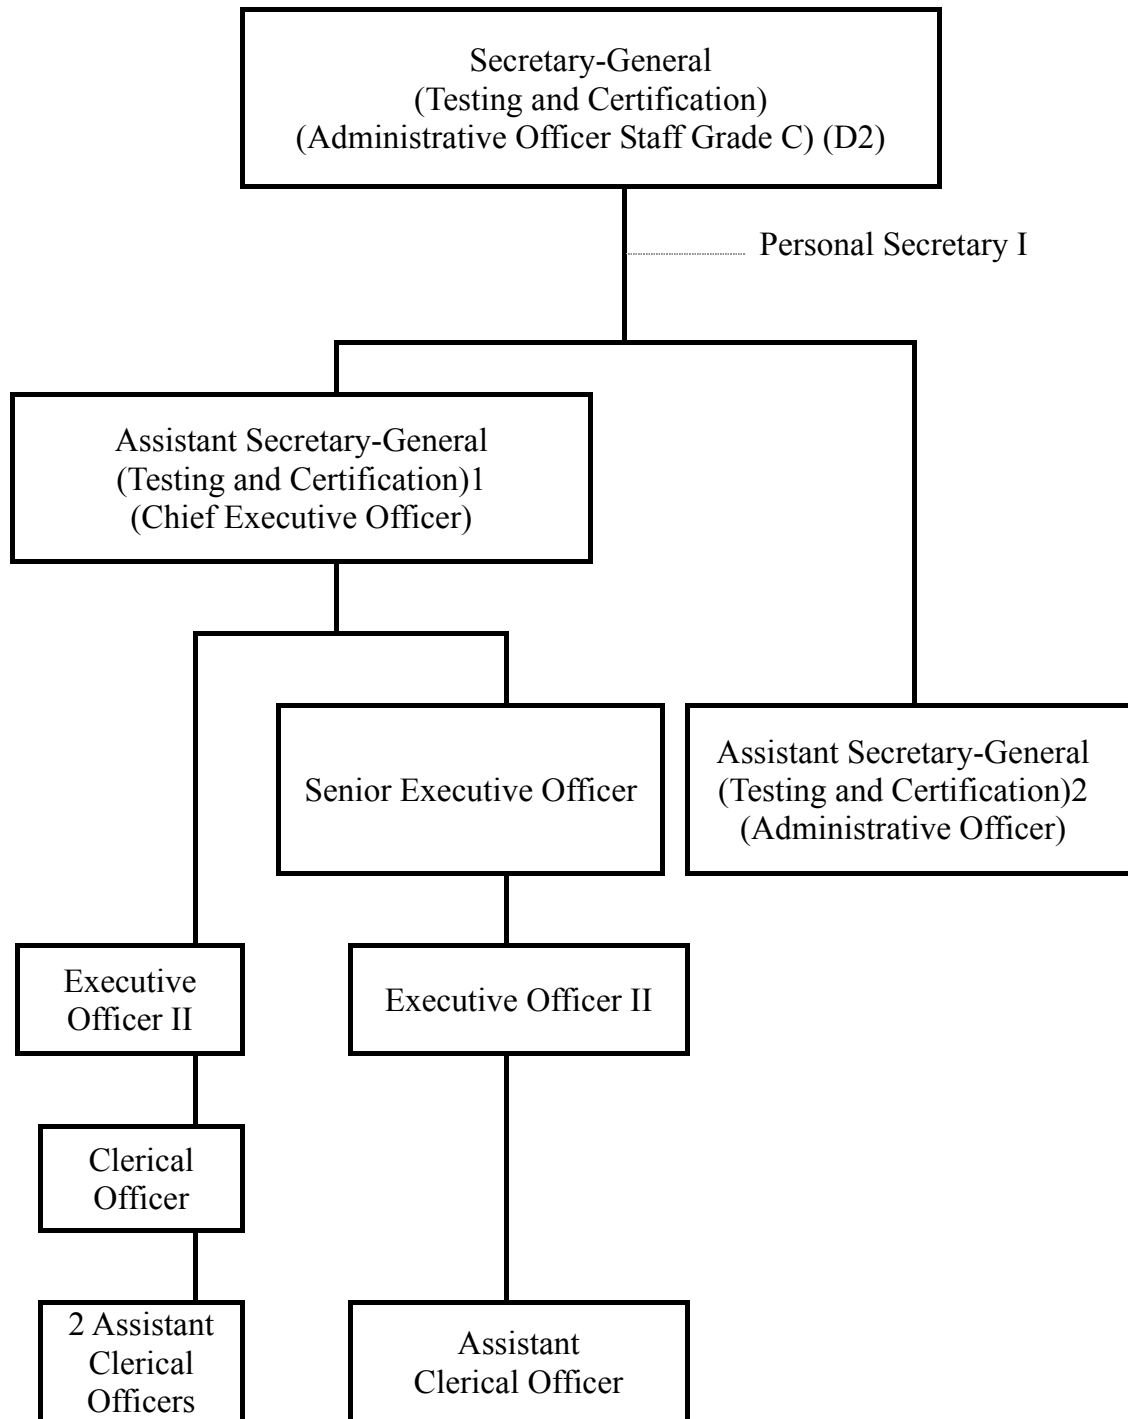 Secretary-General
(Testing and Certification)
(Administrative Officer Staff Grade C) (D2)
Personal Secretary I
Assistant Secretary-General
(Testing and Certification)1
(Chief Executive Officer)
Senior Executive Officer
Assistant Secretary-General
(Testing and Certification)2
(Administrative Officer)
Executive
Officer II
Executive Officer II
Clerical
Officer
2 Assistant
Clerical
Officers
Assistant
Clerical Officer